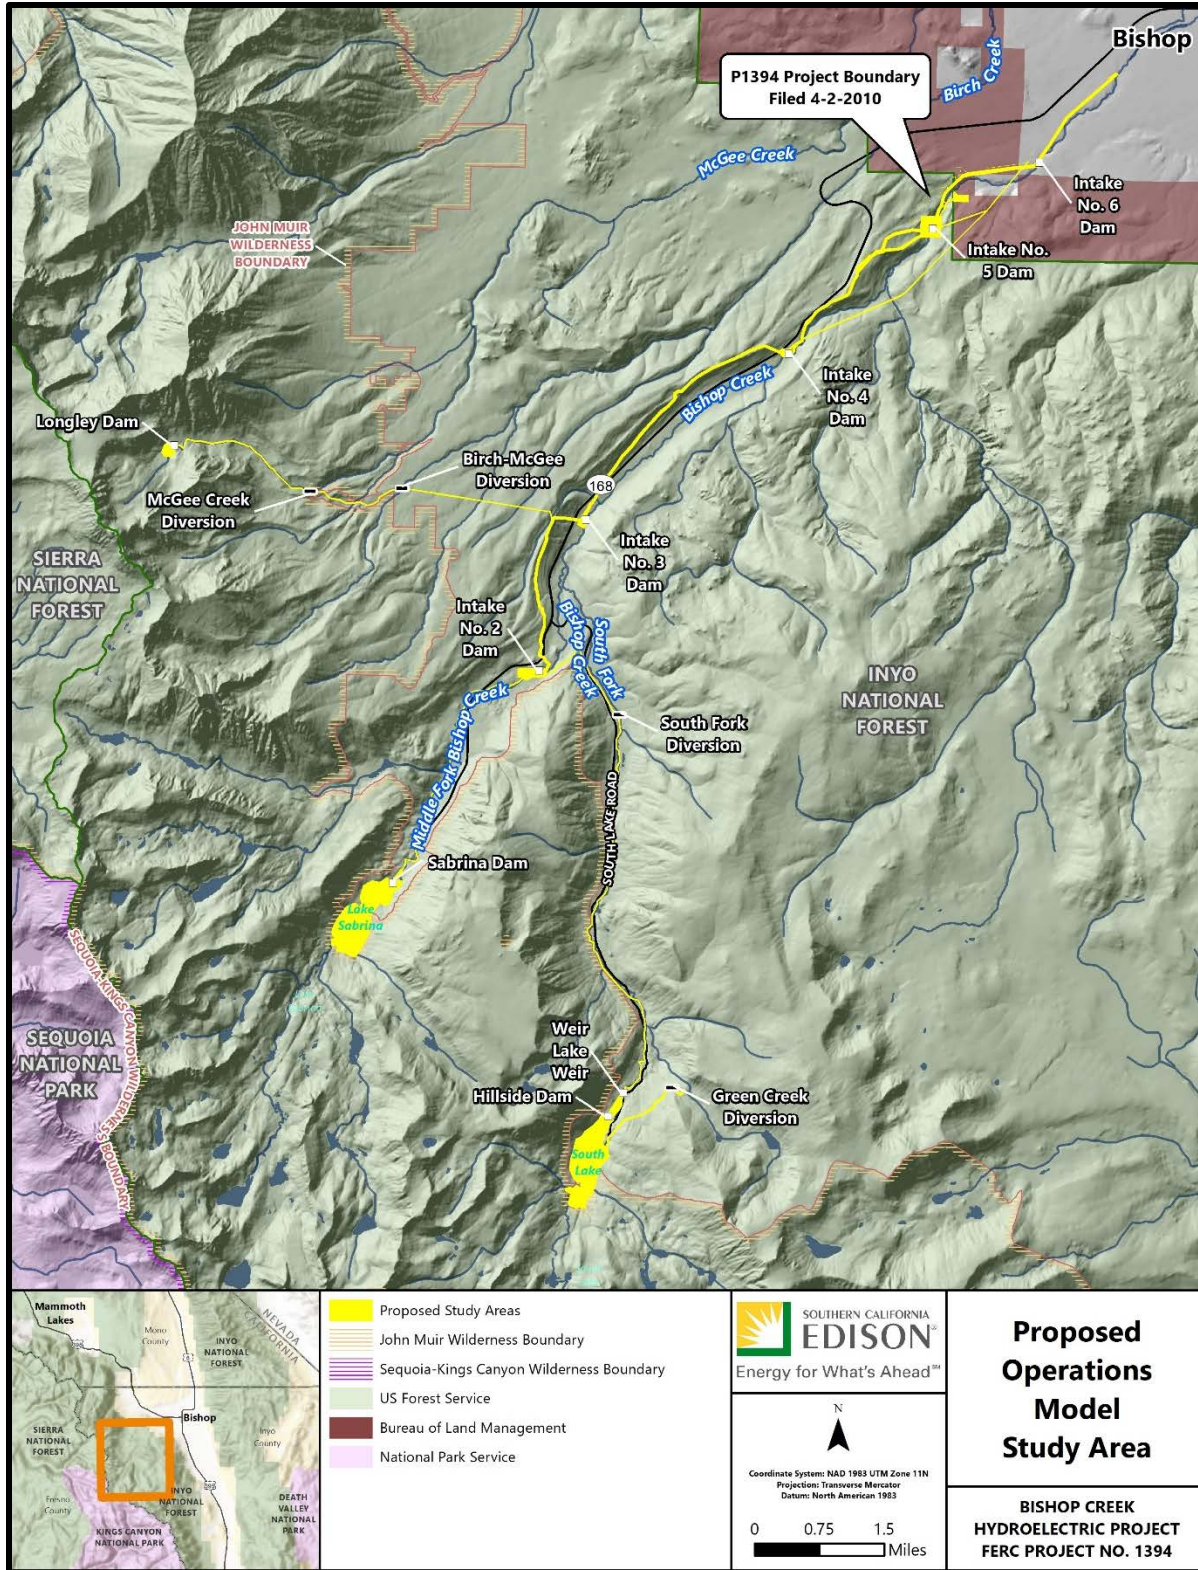 Bishop
P1394 Project Boundary
Filed 4-2-2010
Birch Creek
McGee Creek
Intake
No. 6
Dam
JOHN MUIR
WILDERNESS
BOUNDARY
Intake No.
5 Dam
Bishop Creek
Intake
No. 4
Dam
Longley Dam
Birch-McGee
Diversion
McGee Creek
Diversion
168
Intake
No. 3
Dam
SIERRA
NATIONAL
FOREST
Intake
No. 2
Dam
South Fork
Bishop Creek
INYO
NATIONAL
FOREST
South Fork
Diversion
Middle Fork Bishop Creek
SOUTH LAKE ROAD
Sabrina Dam
Lake
Sabrina
SEQUOIA-KINGS CANYON WILDERNESS BOUNDARY
SEQUOIA
NATIONAL
PARK
Weir
Lake
Weir
Hillside Dam
Green Creek
Diversion
South
Lake
Mammoth
Lakes
Mono
County
INYO
NATIONAL
FOREST
NEVADA
CALIFORNIA
395
6
Bishop
SIERRA
NATIONAL
FOREST
Inyo
County
395
Fresno
County
INYO
NATIONAL
FOREST
DEATH
VALLEY
NATIONAL
PARK
KINGS CANYON
NATIONAL PARK
Proposed Study Areas
John Muir Wilderness Boundary
Sequoia-Kings Canyon Wilderness Boundary
US Forest Service
Bureau of Land Management
National Park Service
SOUTHERN CALIFORNIA
EDISON®
Energy for What's Ahead℠
N
Coordinate System: NAD 1983 UTM Zone 11N
Projection: Transverse Mercator
Datum: North American 1983
0 0.75 1.5
Miles
Proposed
Operations
Model
Study Area
BISHOP CREEK
HYDROELECTRIC PROJECT
FERC PROJECT NO. 1394